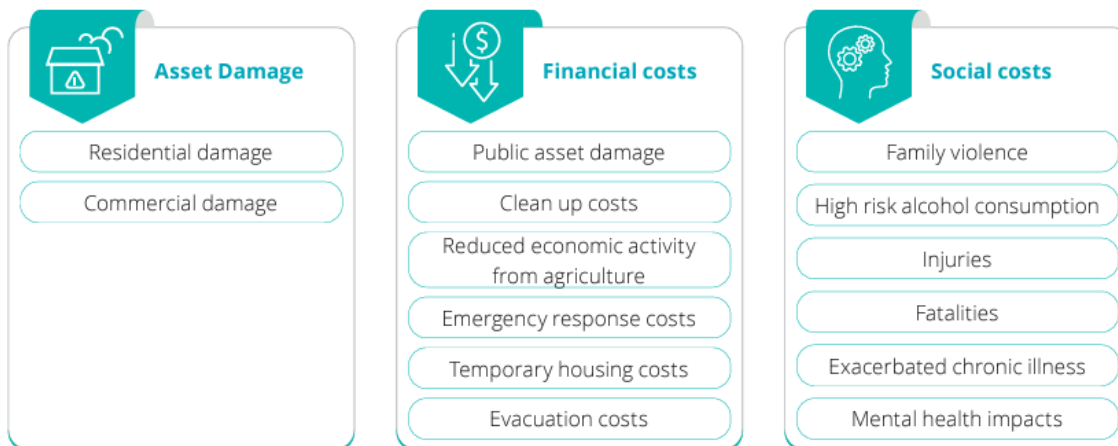 Asset Damage
Residential damage
Commercial damage
Financial costs
Public asset damage
Clean up costs
Reduced economic activity
from agriculture
Emergency response costs
Temporary housing costs
Evacuation costs
Social costs
Family violence
High risk alcohol consumption
Injuries
Fatalities
Exacerbated chronic illness
Mental health impacts